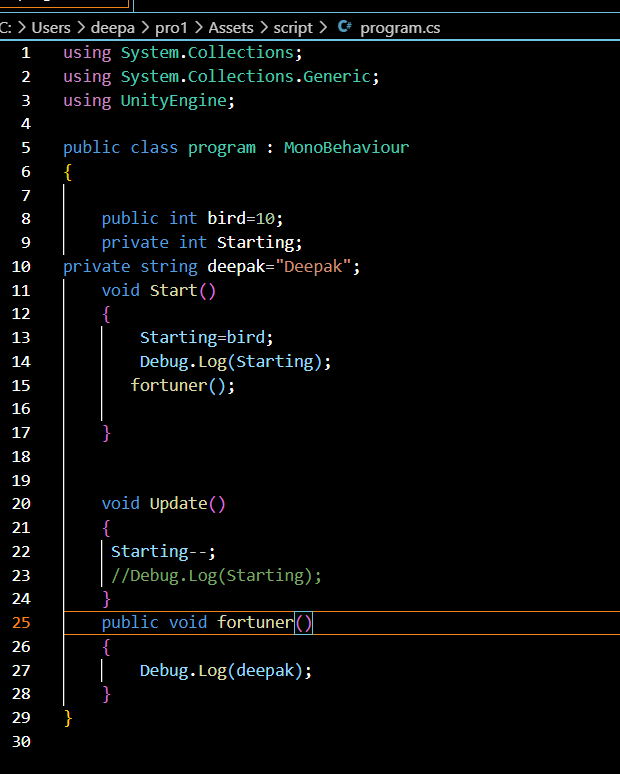 C: > Users > deepa > pro1 > Assets > script > C# program.cs
1 using System.Collections;
2 using System.Collections.Generic;
3 using UnityEngine;
4
5 public class program : MonoBehaviour
6 {
7
8 public int bird=10;
9 private int Starting;
10 private string deepak="Deepak";
11 void Start()
12 {
13 Starting=bird;
14 Debug.Log(Starting);
15 fortuner();
16
17 }
18
19
20 void Update()
21 {
22 Starting--;
23 //Debug.Log(Starting);
24 }
25 public void fortuner()
26 {
27 Debug.Log(deepak);
28 }
29 }
30